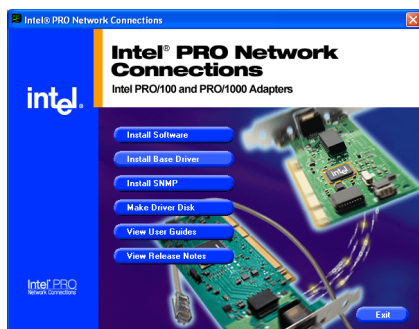 Intel® PRO Network Connections
Intel® PRO Network
Connections
Intel PRO/100 and PRO/1000 Adapters
intel.
Install Software
Install Base Driver
Install SNMP
Make Driver Disk
View User Guides
View Release Notes
intel
Intel® PRO
Network Connections
Exit